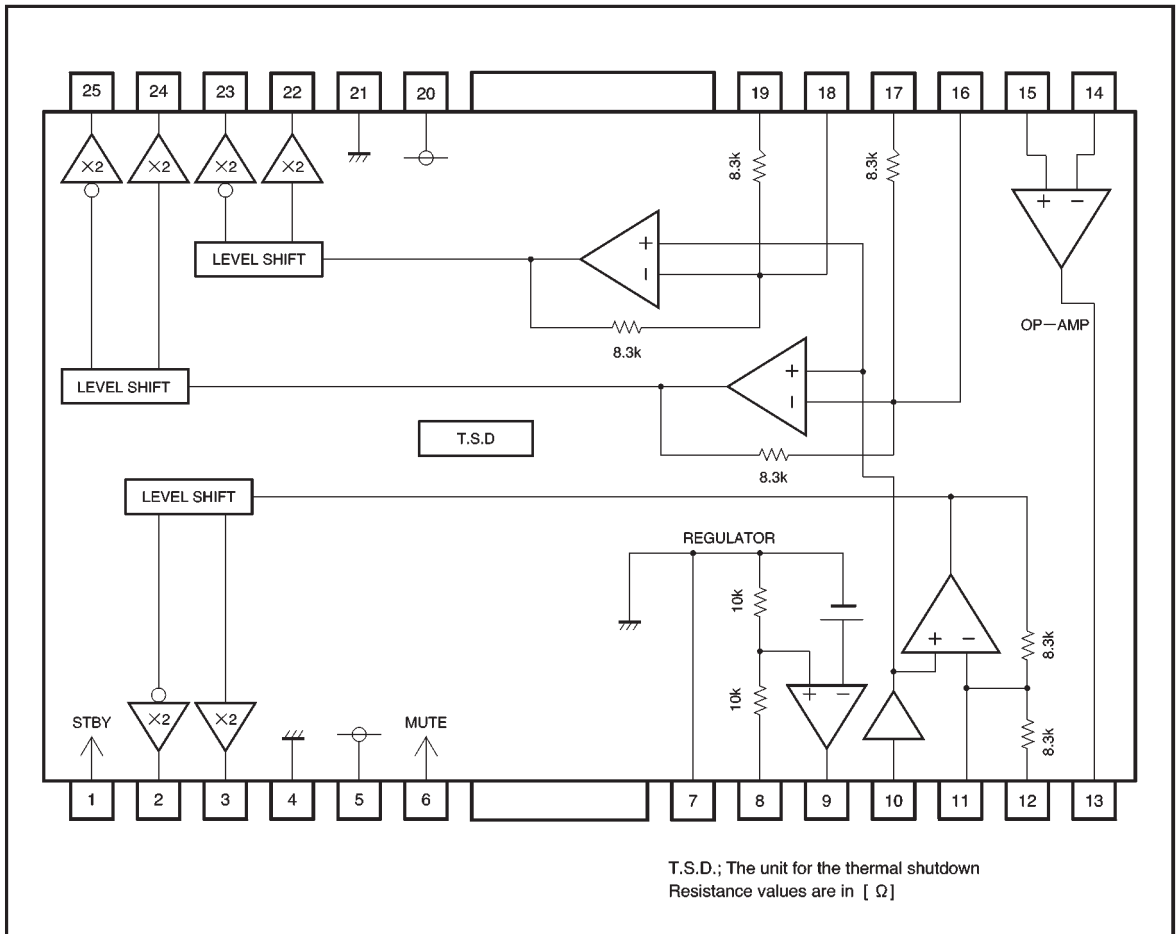 25 24 23 22 21 20 19 18 17 16 15 14
×2 ×2 ×2 ×2
8.3k 8.3k
+ −
+ −
LEVEL SHIFT
8.3k
OP−AMP
+ −
LEVEL SHIFT
T.S.D
8.3k
LEVEL SHIFT
REGULATOR
10k
+ −
8.3k
10k
+ −
8.3k
STBY
×2 ×2
MUTE
1 2 3 4 5 6 7 8 9 10 11 12 13
T.S.D.; The unit for the thermal shutdown
Resistance values are in [ Ω]